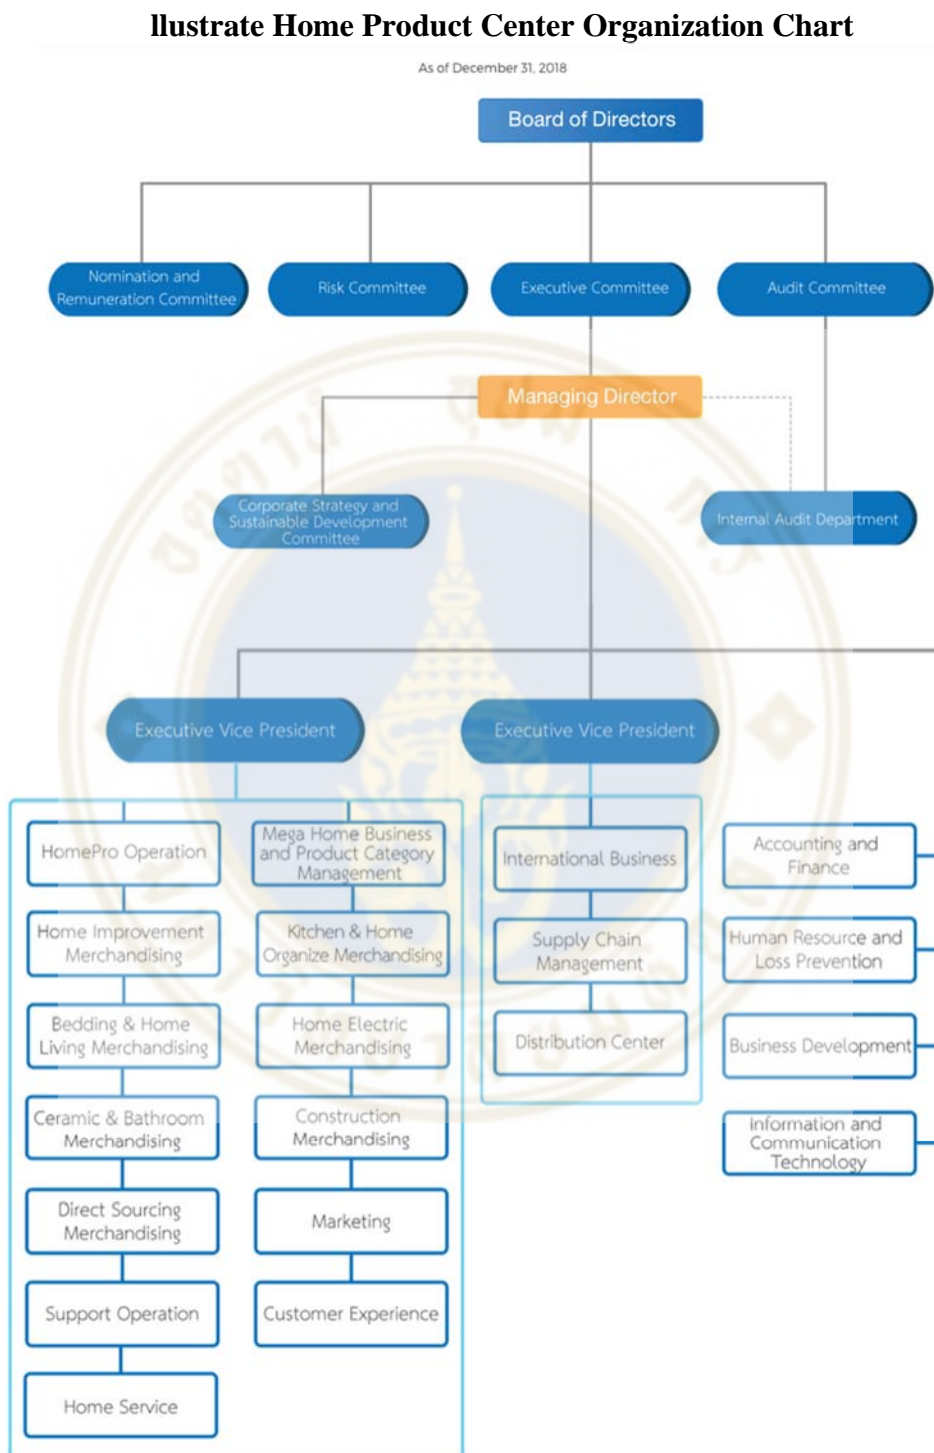 llustrate Home Product Center Organization Chart
As of December 31, 2018
Board of Directors
Nomination and
Remuneration Committee
Risk Committee
Executive Committee
Audit Committee
Managing Director
Corporate Strategy and
Sustainable Development
Committee
Internal Audit Department
Executive Vice President
Executive Vice President
HomePro Operation
Home Improvement
Merchandising
Bedding & Home
Living Merchandising
Ceramic & Bathroom
Merchandising
Direct Sourcing
Merchandising
Support Operation
Home Service
Mega Home Business
and Product Category
Management
Kitchen & Home
Organize Merchandising
Home Electric
Merchandising
Construction
Merchandising
Marketing
Customer Experience
International Business
Supply Chain
Management
Distribution Center
Accounting and
Finance
Human Resource and
Loss Prevention
Business Development
Information and
Communication
Technology